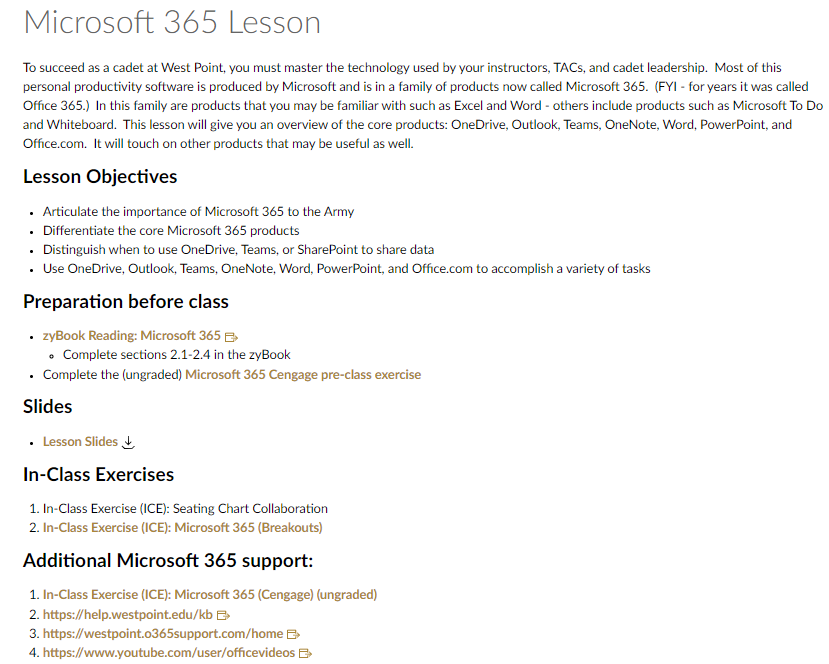 Microsoft 365 Lesson
To succeed as a cadet at West Point, you must master the technology used by your instructors, TACs, and cadet leadership.  Most of this
personal productivity software is produced by Microsoft and is in a family of products now called Microsoft 365.  (FYI - for years it was called
Office 365.)  In this family are products that you may be familiar with such as Excel and Word - others include products such as Microsoft To Do
and Whiteboard.  This lesson will give you an overview of the core products: OneDrive, Outlook, Teams, OneNote, Word, PowerPoint, and
Office.com.  It will touch on other products that may be useful as well.
Lesson Objectives
• Articulate the importance of Microsoft 365 to the Army
• Differentiate the core Microsoft 365 products
• Distinguish when to use OneDrive, Teams, or SharePoint to share data
• Use OneDrive, Outlook, Teams, OneNote, Word, PowerPoint, and Office.com to accomplish a variety of tasks
Preparation before class
• zyBook Reading: Microsoft 365
◦ Complete sections 2.1-2.4 in the zyBook
• Complete the (ungraded) Microsoft 365 Cengage pre-class exercise
Slides
• Lesson Slides
In-Class Exercises
1. In-Class Exercise (ICE): Seating Chart Collaboration
2. In-Class Exercise (ICE): Microsoft 365 (Breakouts)
Additional Microsoft 365 support:
1. In-Class Exercise (ICE): Microsoft 365 (Cengage) (ungraded)
2. https://help.westpoint.edu/kb
3. https://westpoint.o365support.com/home
4. https://www.youtube.com/user/officevideos